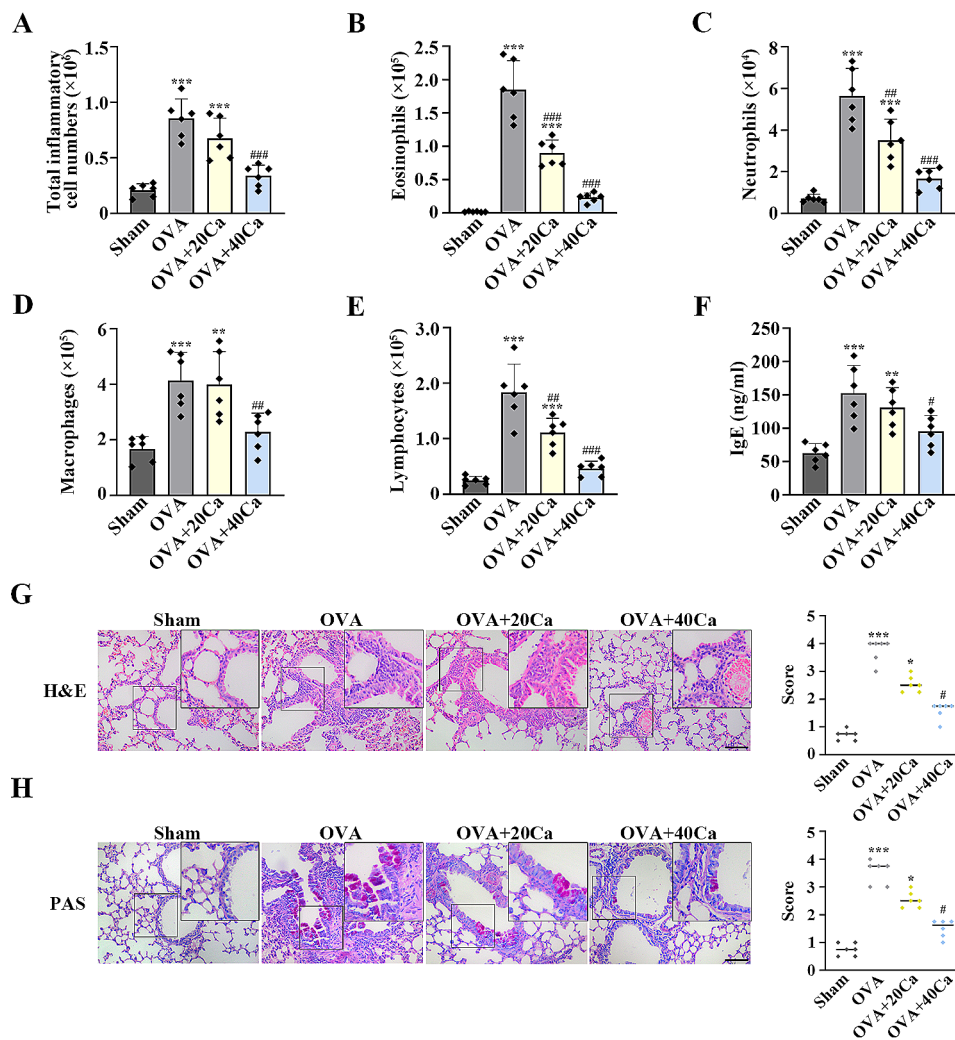 A
Total inflammatory
cell numbers (×10⁶)
1.5
1.0
0.5
0
***
***
###
Sham
OVA
OVA+20Ca
OVA+40Ca
B
Eosinophils (×10⁵)
2.5
2.0
1.5
1.0
0.5
0
***
###
***
###
Sham
OVA
OVA+20Ca
OVA+40Ca
C
Neutrophils (×10⁴)
8
6
4
2
0
***
##
***
###
Sham
OVA
OVA+20Ca
OVA+40Ca
D
Macrophages (×10⁵)
6
4
2
0
***
**
##
Sham
OVA
OVA+20Ca
OVA+40Ca
E
Lymphocytes (×10⁵)
3.0
2.0
1.0
0
***
##
***
###
Sham
OVA
OVA+20Ca
OVA+40Ca
F
IgE (ng/ml)
250
200
150
100
50
0
***
**
#
Sham
OVA
OVA+20Ca
OVA+40Ca
G
Sham OVA OVA+20Ca OVA+40Ca
H&E
Score
5
4
3
2
1
0
***
*
#
Sham
OVA
OVA+20Ca
OVA+40Ca
H
Sham OVA OVA+20Ca OVA+40Ca
PAS
Score
5
4
3
2
1
0
***
*
#
Sham
OVA
OVA+20Ca
OVA+40Ca